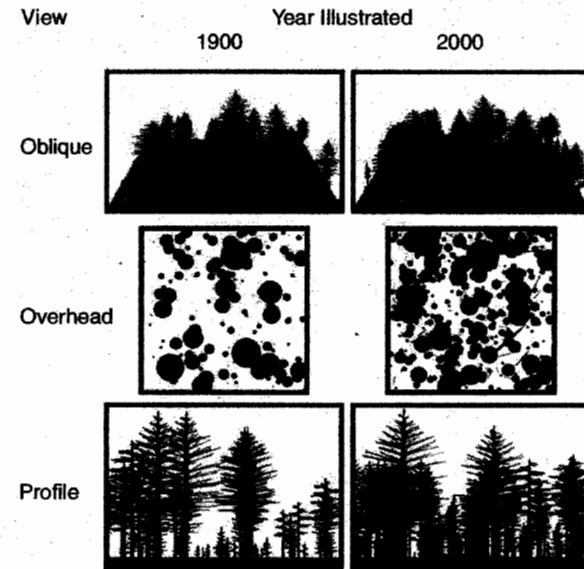 View Year Illustrated
1900 2000
Oblique
Overhead
Profile